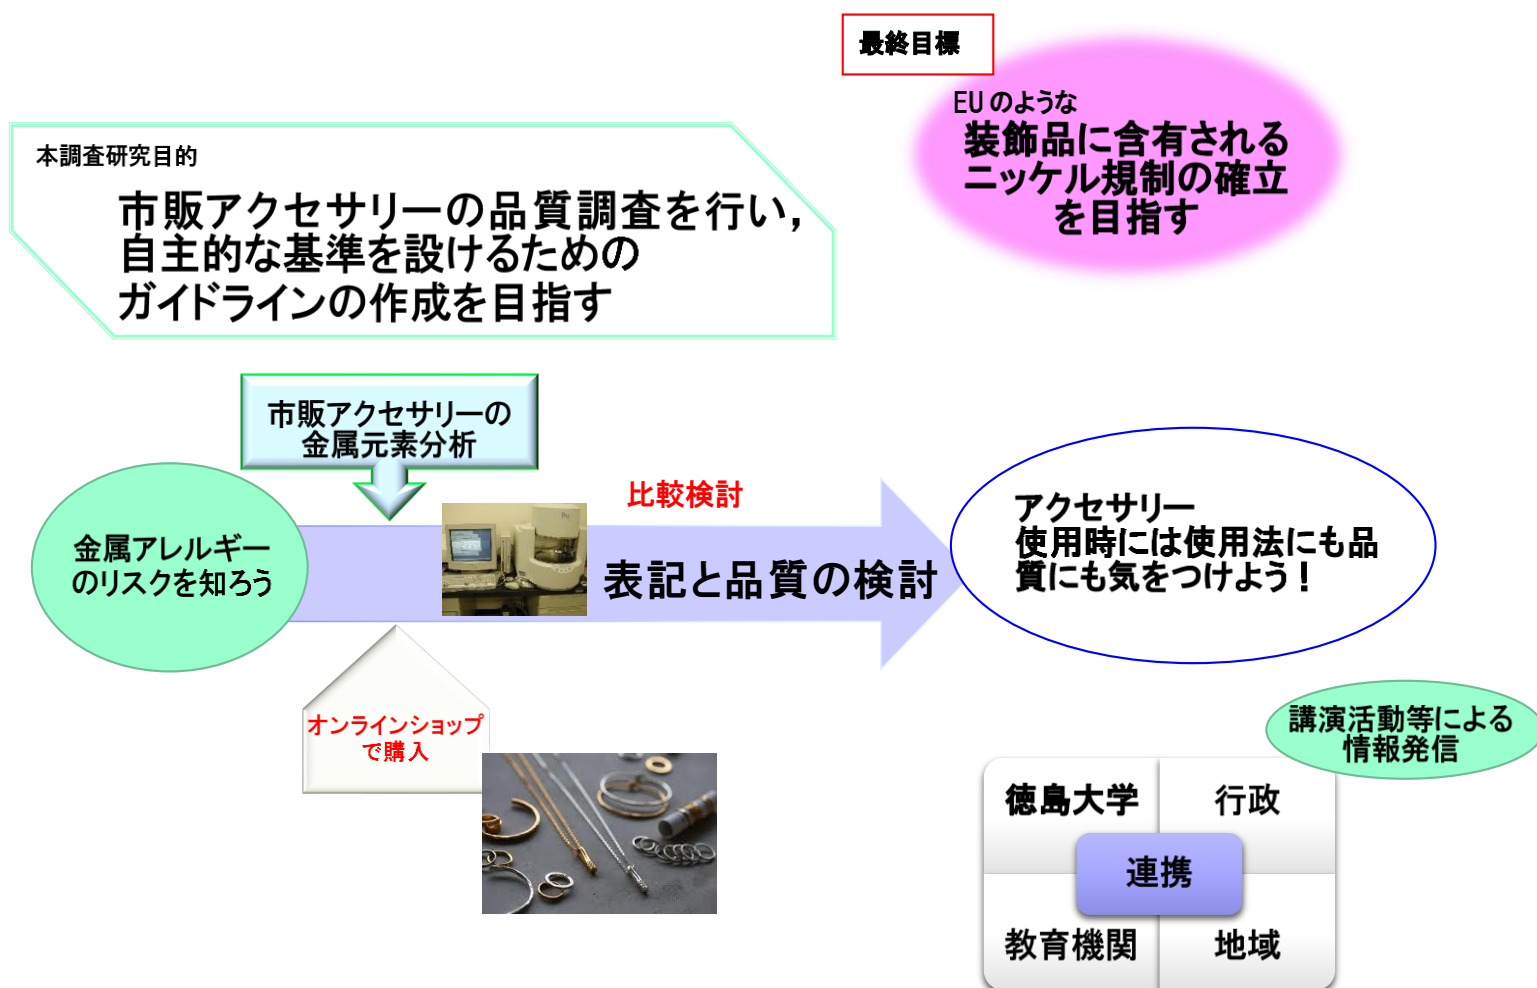 最終目標
EUのような
装飾品に含有される
ニッケル規制の確立
を目指す
本調査研究目的
市販アクセサリーの品質調査を行い，
自主的な基準を設けるための
ガイドラインの作成を目指す
市販アクセサリーの
金属元素分析
金属アレルギー
のリスクを知ろう
比較検討
表記と品質の検討
アクセサリー
使用時には使用法にも品
質にも気をつけよう！
オンラインショップ
で購入
講演活動等による
情報発信
徳島大学
行政
連携
教育機関
地域